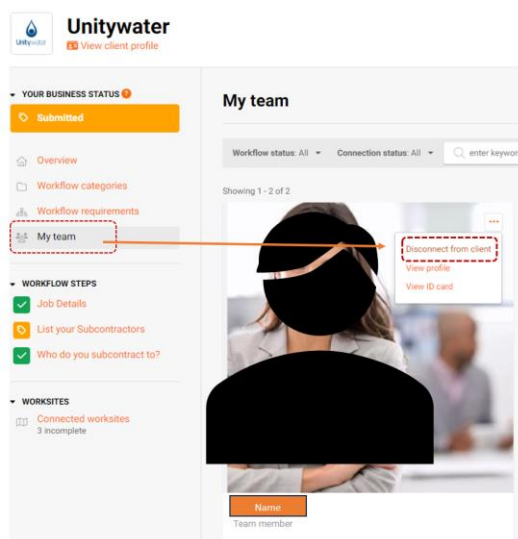 Unitywater
Unitywater
View client profile
YOUR BUSINESS STATUS ?
Submitted
Overview
Workflow categories
Workflow requirements
My team
WORKFLOW STEPS
Job Details
List your Subcontractors
Who do you subcontract to?
WORKSITES
Connected worksites
3 incomplete
My team
Workflow status: All Connection status: All enter keywor
Showing 1 - 2 of 2
Disconnect from client
View profile
View ID card
Name
Team member